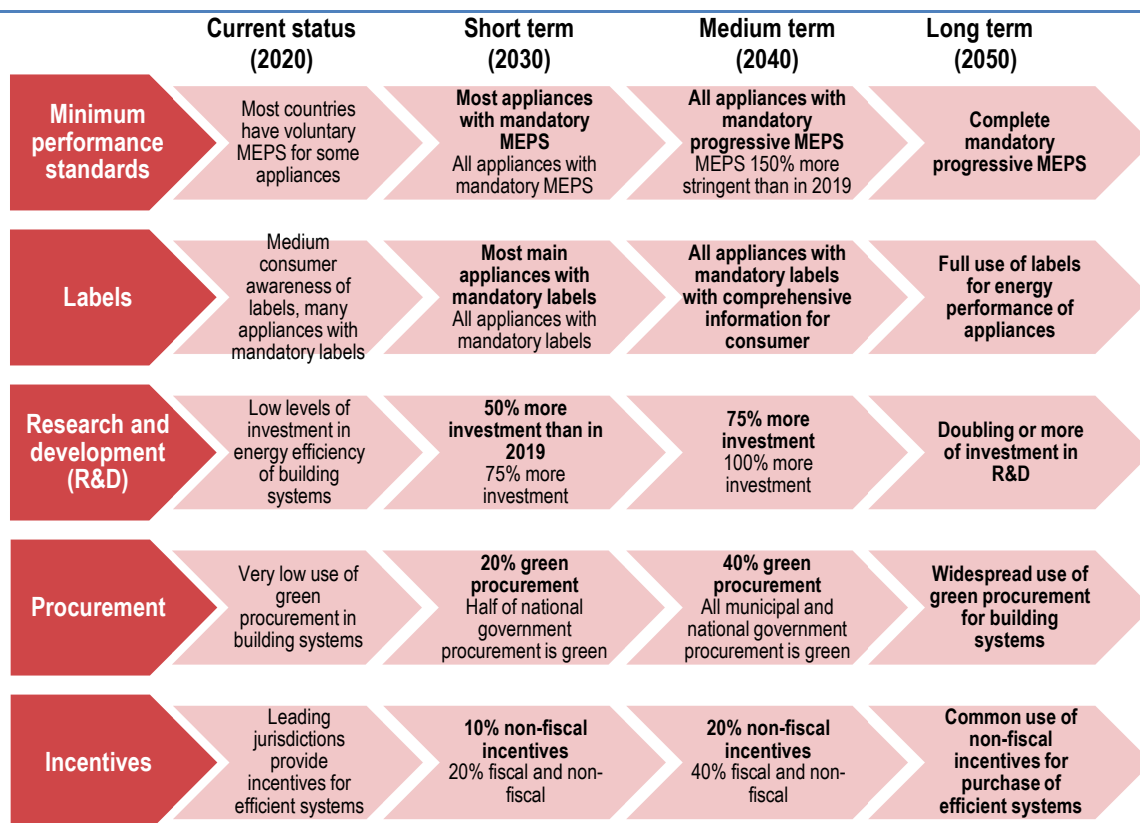 Current status
(2020)
Short term
(2030)
Medium term
(2040)
Long term
(2050)
Minimum
performance
standards
Most countries
have voluntary
MEPS for some
appliances
Most appliances
with mandatory
MEPS
All appliances with
mandatory MEPS
All appliances with
mandatory
progressive MEPS
MEPS 150% more
stringent than in 2019
Complete
mandatory
progressive MEPS
Labels
Medium
consumer
awareness of
labels, many
appliances with
mandatory labels
Most main
appliances with
mandatory labels
All appliances with
mandatory labels
All appliances with
mandatory labels
with comprehensive
information for
consumer
Full use of labels
for energy
performance of
appliances
Research and
development
(R&D)
Low levels of
investment in
energy efficiency
of building
systems
50% more
investment than in
2019
75% more
investment
75% more
investment
100% more
investment
Doubling or more
of investment in
R&D
Procurement
Very low use of
green
procurement in
building systems
20% green
procurement
Half of national
government
procurement is green
40% green
procurement
All municipal and
national government
procurement is green
Widespread use of
green procurement
for building
systems
Incentives
Leading
jurisdictions
provide
incentives for
efficient systems
10% non-fiscal
incentives
20% fiscal and non-
fiscal
20% non-fiscal
incentives
40% fiscal and non-
fiscal
Common use of
non-fiscal
incentives for
purchase of
efficient systems